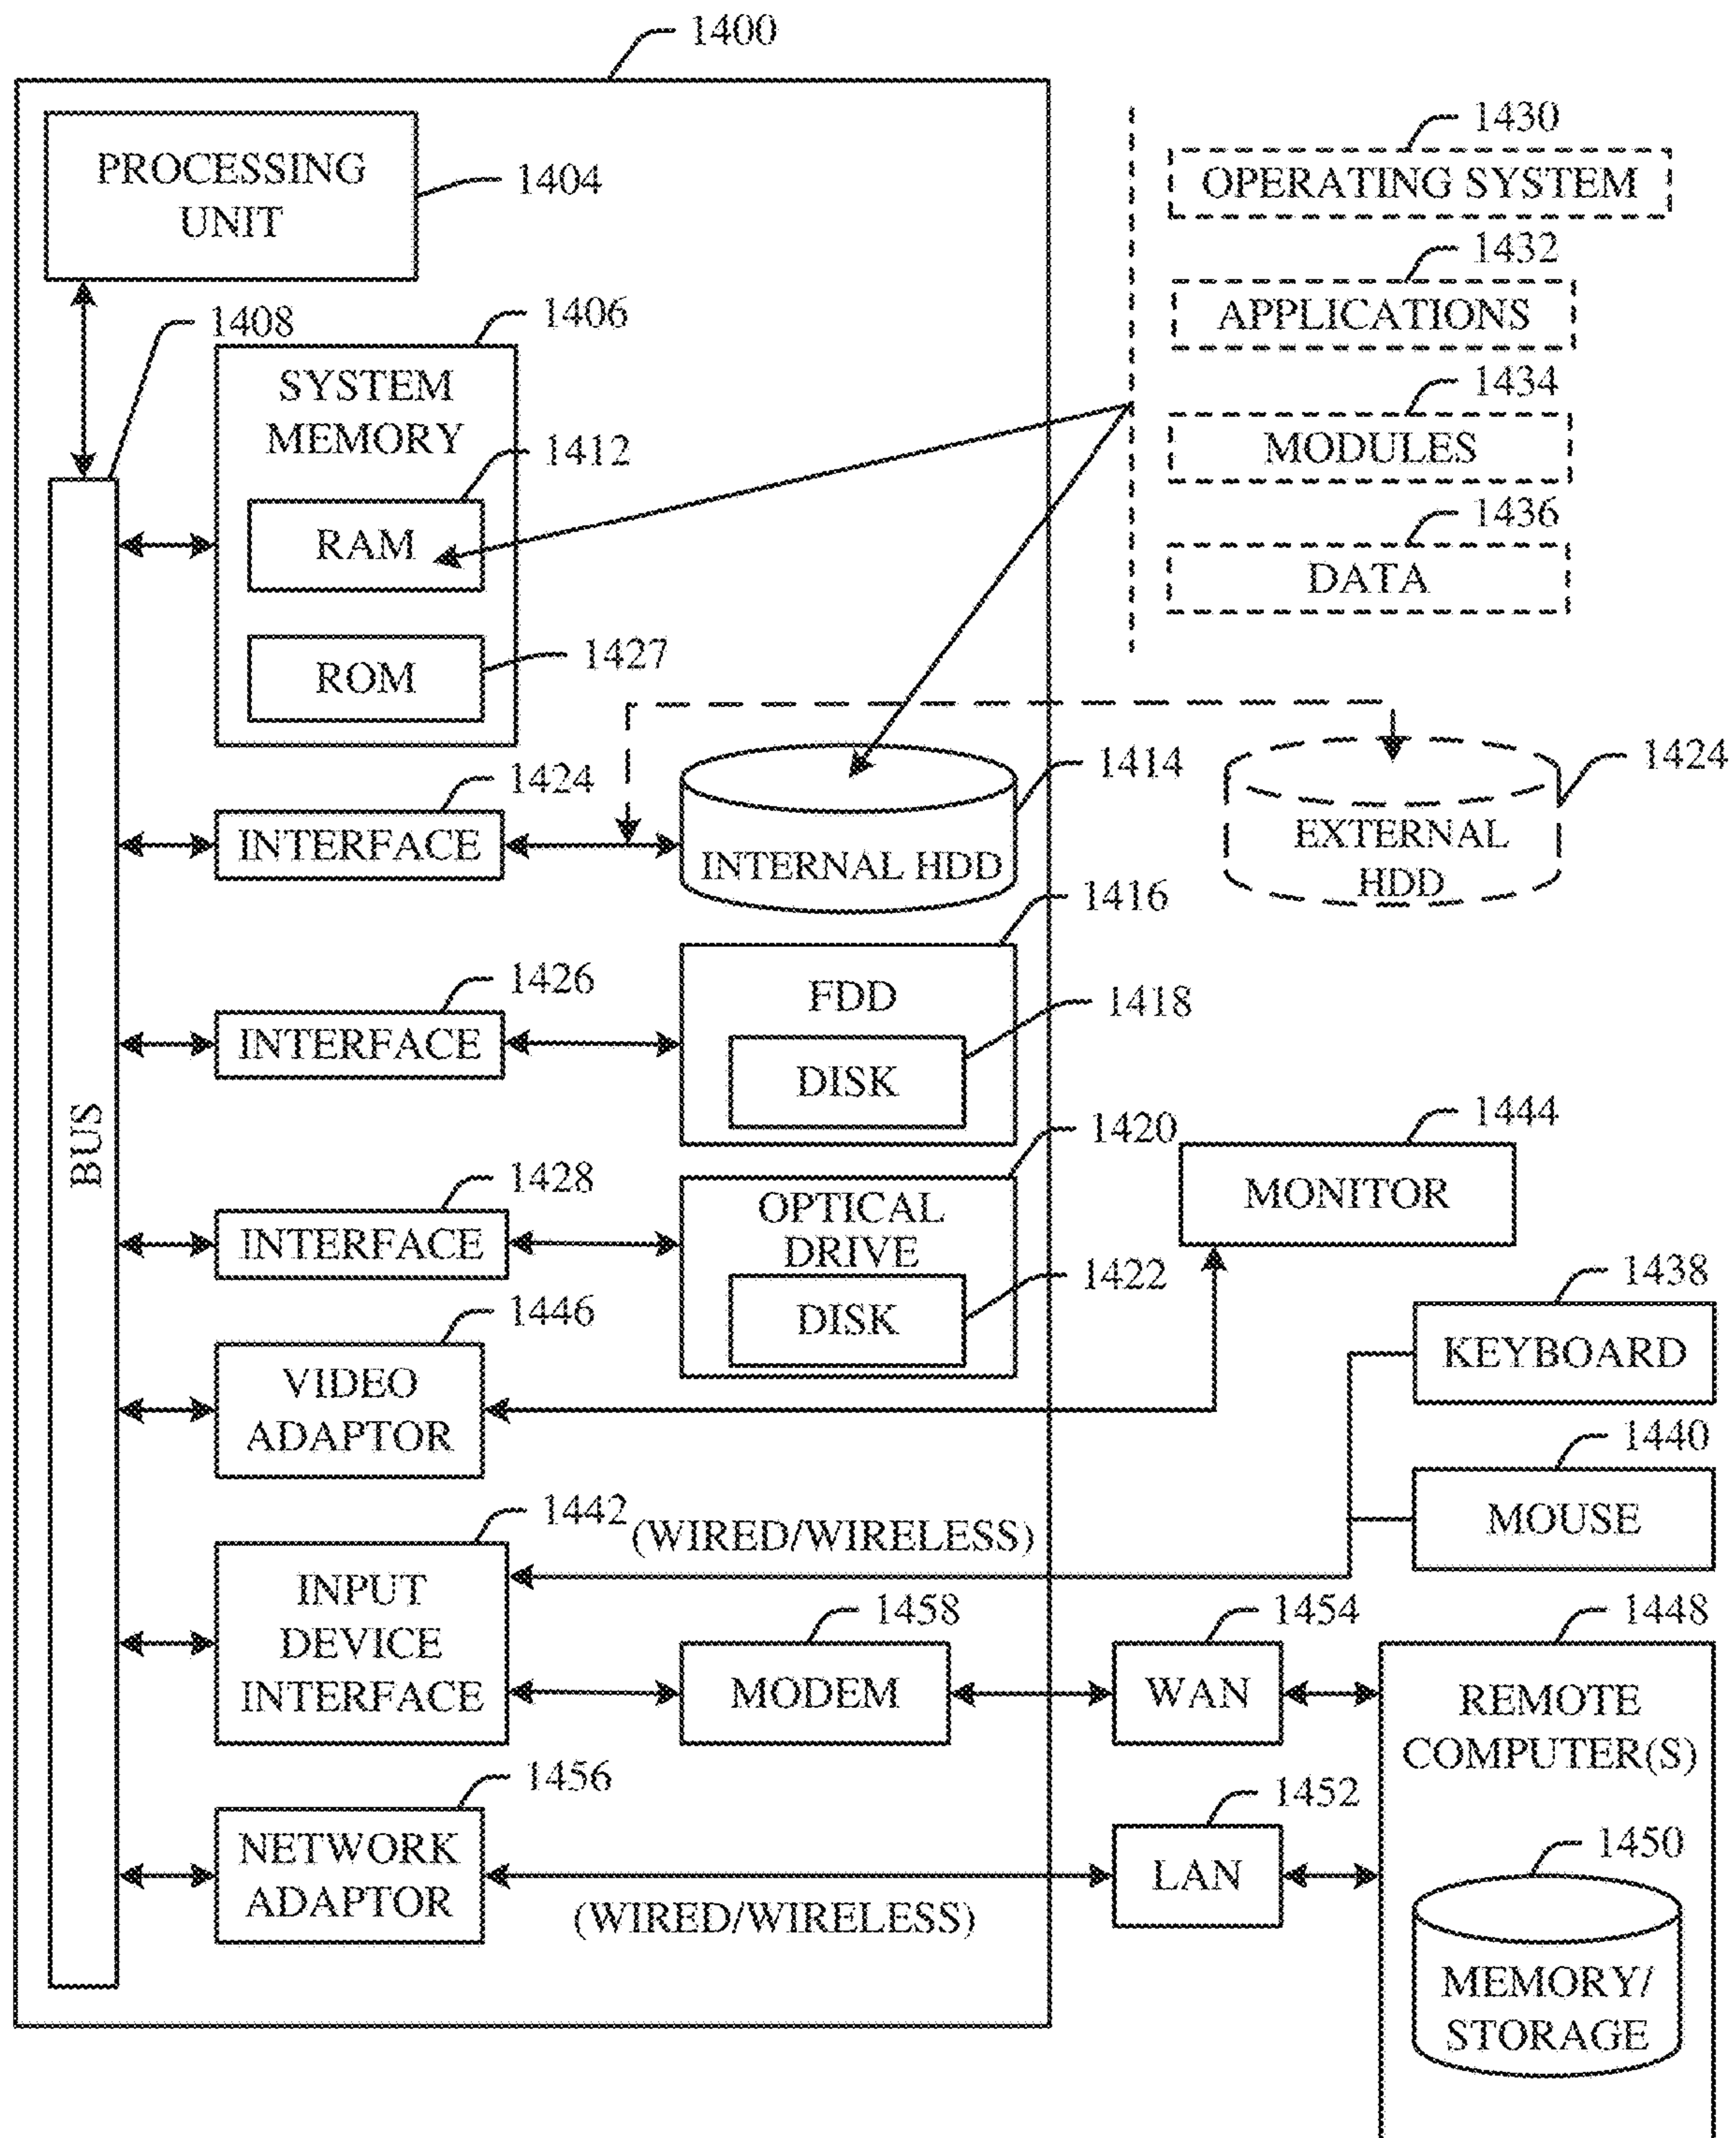 1400
PROCESSING
UNIT
1404
1430
OPERATING SYSTEM
1432
APPLICATIONS
1434
MODULES
1436
DATA
1408
1406
SYSTEM
MEMORY
1412
RAM
1427
ROM
1424
INTERFACE
1414
INTERNAL HDD
1424
EXTERNAL
HDD
1416
1426
INTERFACE
FDD
1418
DISK
BUS
1420
1428
INTERFACE
OPTICAL
DRIVE
1422
DISK
1444
MONITOR
1446
VIDEO
ADAPTOR
1438
KEYBOARD
1440
MOUSE
1442
(WIRED/WIRELESS)
INPUT
DEVICE
INTERFACE
1458
MODEM
1454
WAN
1448
REMOTE
COMPUTER(S)
1456
NETWORK
ADAPTOR
(WIRED/WIRELESS)
1452
LAN
1450
MEMORY/
STORAGE